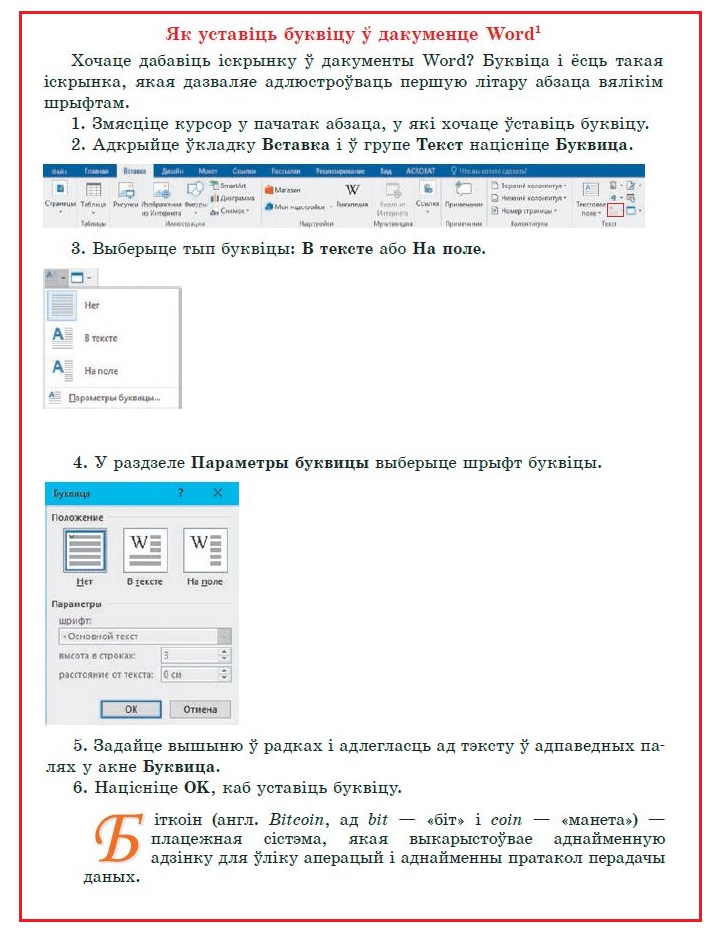 Як уставіць буквіцу ў дакуменце Word¹
Хочаце дабавіць іскрынку ў дакументы Word? Буквіца і ёсць такая
іскрынка, якая дазваляе адлюстроўваць першую літару абзаца вялікім
шрыфтам.
1. Змясціце курсор у пачатак абзаца, у які хочаце ўставіць буквіцу.
2. Адкрыйце ўкладку Вставка і ў групе Текст націсніце Буквица.
Файл Главная Вставка Дизайн Макет Ссылки Рассылки Рецензирование Вид ACROBAT Что вы хотите сделать?
Страницы Таблица Рисунки Изображения из Интернета Фигуры SmartArt Диаграмма Снимок Магазин Мои надстройки Википедия Видео из Интернета Ссылки Примечание Верхний колонтитул Нижний колонтитул Номер страницы Текстовое поле
Таблицы Иллюстрации Надстройки Мультимедиа Примечания Колонтитулы Текст
3. Выберыце тып буквіцы: В тексте або На поле.
Нет
В тексте
На поле
Параметры буквицы...
4. У раздзеле Параметры буквицы выберыце шрыфт буквіцы.
Буквица ? ×
Положение
Нет В тексте На поле
Параметры
шрифт:
+Основной текст
высота в строках: 3
расстояние от текста: 0 см
ОК Отмена
5. Задайце вышыню ў радках і адлегласць ад тэксту ў адпаведных па-
лях у акне Буквица.
6. Націсніце OK, каб уставіць буквіцу.
Біткоін (англ. Bitcoin, ад bit — «біт» і coin — «манета») —
плацежная сістэма, якая выкарыстоўвае аднайменную
адзінку для ўліку аперацый і аднайменны пратакол перадачы
даных.